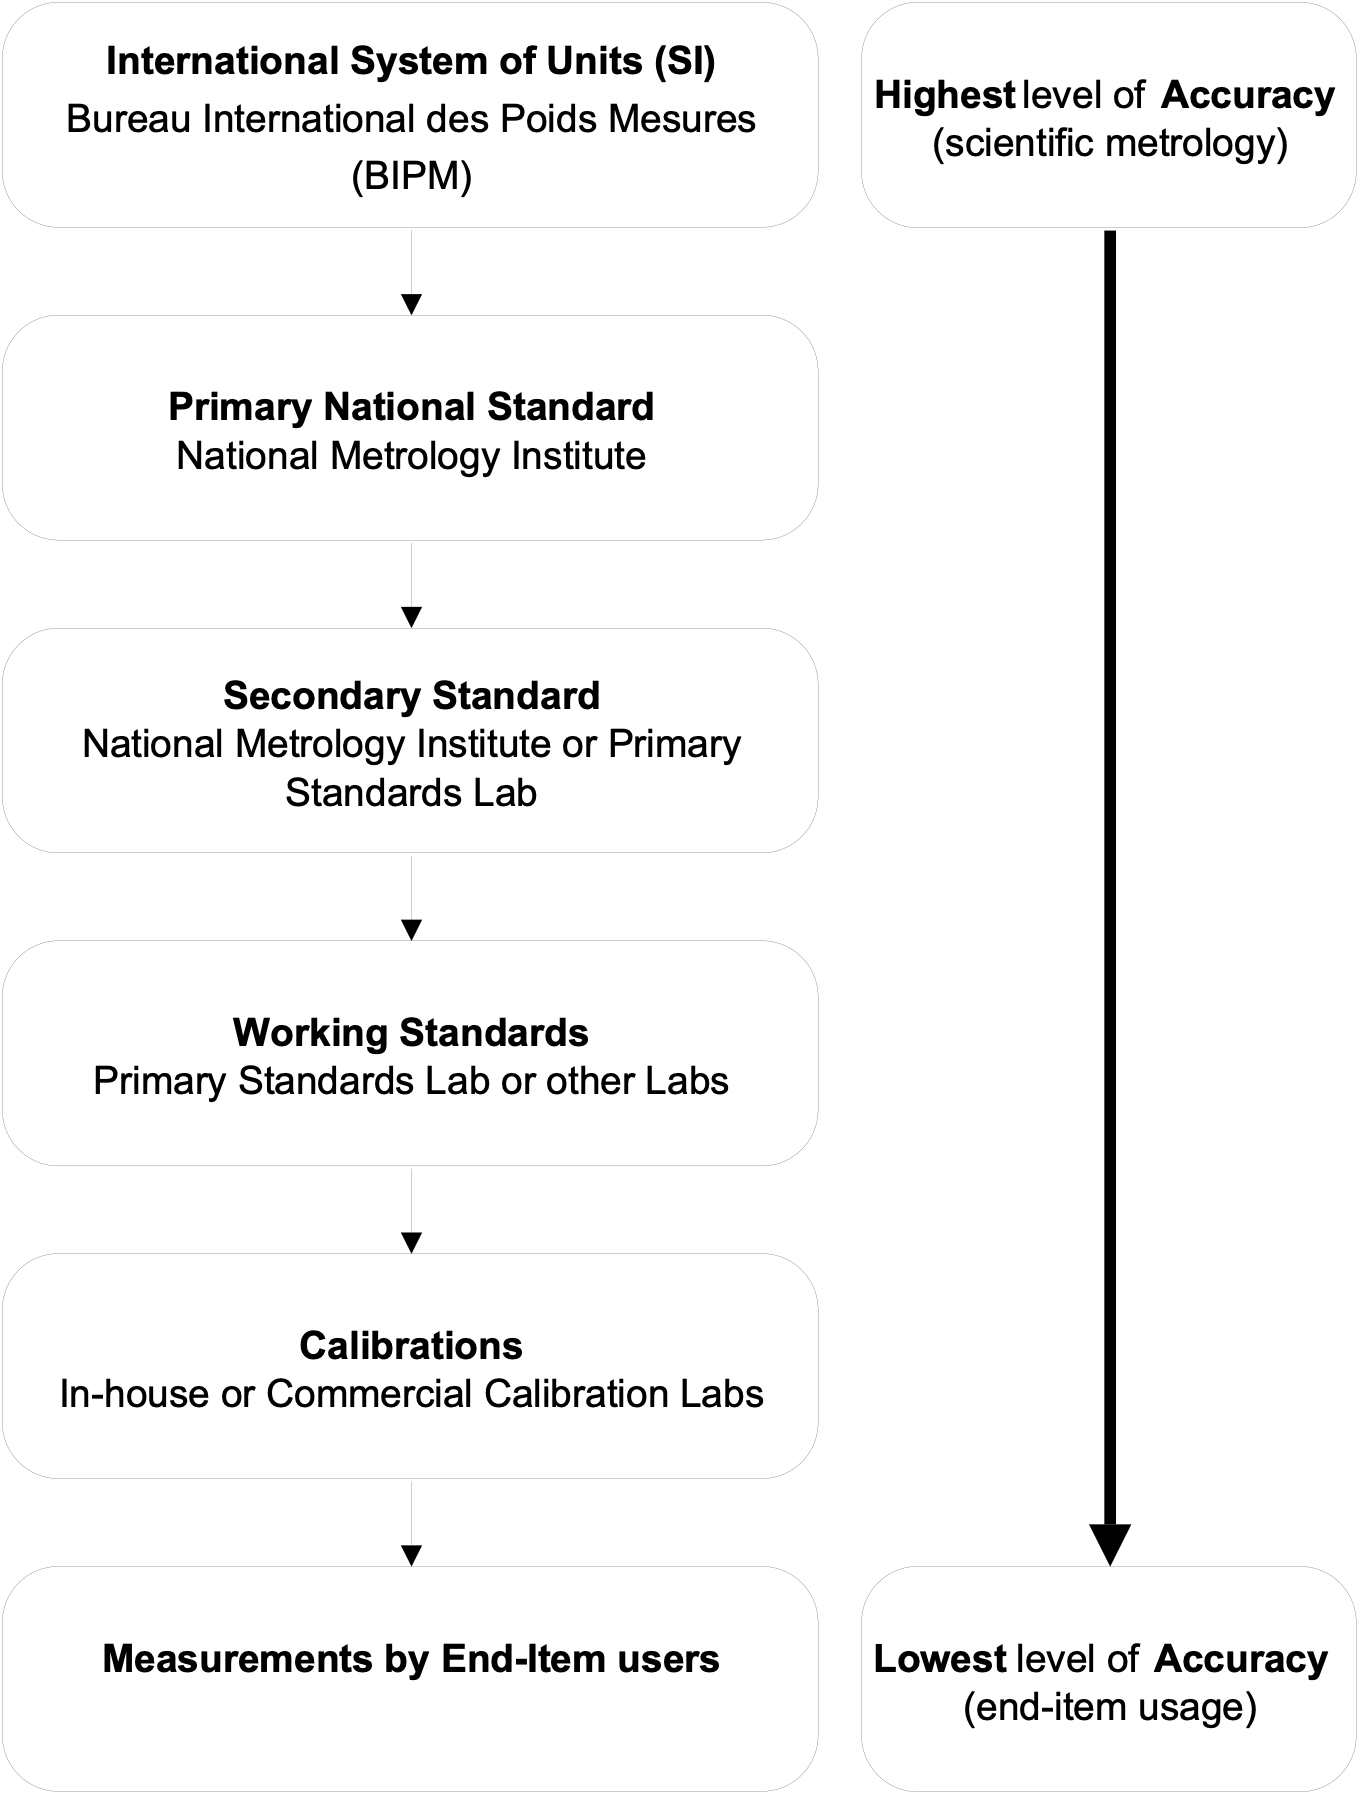 International System of Units (SI)
Bureau International des Poids Mesures
(BIPM)
Highest level of Accuracy
(scientific metrology)
Primary National Standard
National Metrology Institute
Secondary Standard
National Metrology Institute or Primary
Standards Lab
Working Standards
Primary Standards Lab or other Labs
Calibrations
In-house or Commercial Calibration Labs
Measurements by End-Item users
Lowest level of Accuracy
(end-item usage)